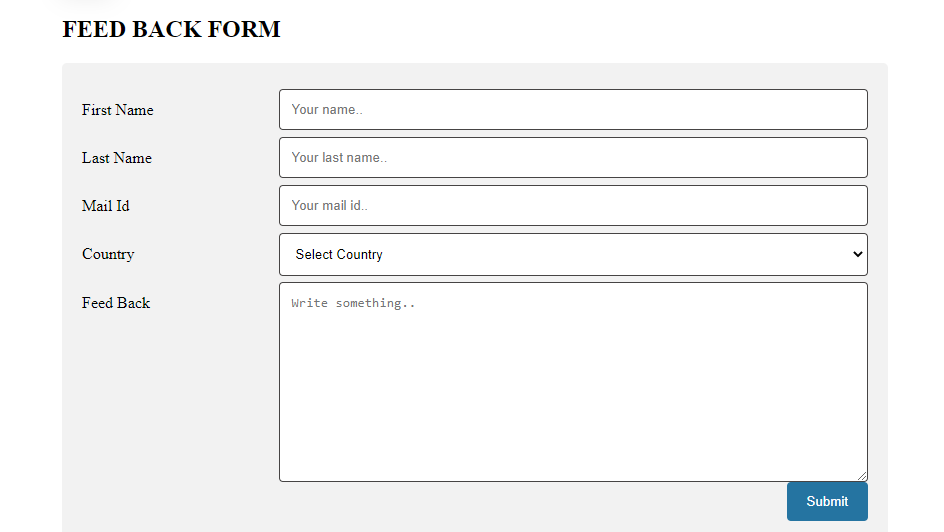 FEED BACK FORM
First Name
Your name..
Last Name
Your last name..
Mail Id
Your mail id..
Country
Select Country
Feed Back
Write something..
Submit